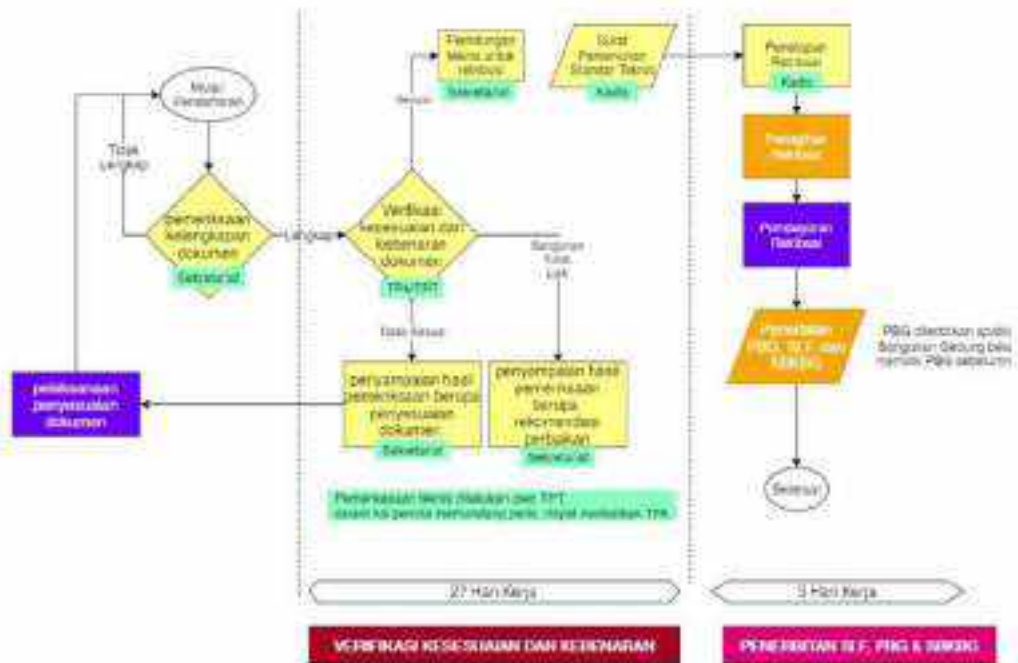 Mulai
Pendaftaran
Tidak
Lengkap
pemeriksaan
kelengkapan
dokumen
Sekretariat
Lengkap
Verifikasi
kesesuaian dan
kebenaran
dokumen
TPA/TPT
Sesuai
Perhitungan
teknis untuk
retribusi
Sekretariat
Surat
Pemenuhan
Standar Teknis
Kadis
Penetapan
Retribusi
Kadis
Penagihan
Retribusi
Pembayaran
Retribusi
Penerbitan
PBG, SLF, dan
SBKBG
PBG diterbitkan apabila
Bangunan Gedung belum
memiliki PBG sebelumnya
Selesai
Bangunan
tidak
laik
Tidak Sesuai
penyampaian hasil
pemeriksaan berupa
penyesuaian
dokumen
Sekretariat
penyampaian hasil
pemeriksaan
berupa
rekomendasi
perbaikan
Sekretariat
pelaksanaan
penyesuaian
dokumen
Pemeriksaan teknis dilakukan oleh TPT
dalam hal pemda memandang perlu, dapat melibatkan TPA
27 Hari Kerja
3 Hari Kerja
VERIFIKASI KESESUAIAN DAN KEBENARAN
PENERBITAN SLF, PBG & SBKBG